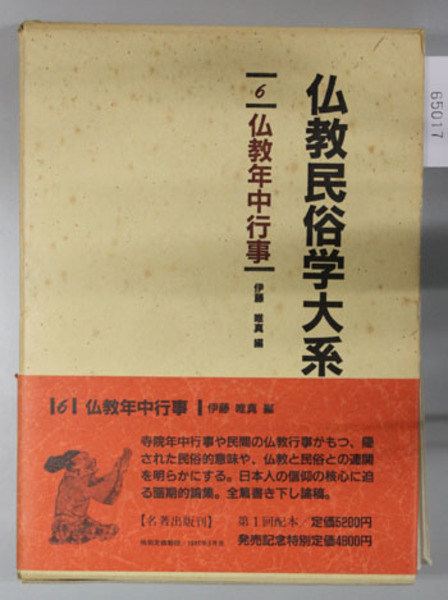 仏教民俗学大系
6
仏教年中行事
伊藤 唯真 編
65017
6 仏教年中行事 伊藤 唯真 編
寺院年中行事や民間の仏教行事がもつ、隠
された民俗的意味や、仏教と民俗との連関
を明らかにする。日本人の信仰の核心に迫
る画期的論集。全篇書き下し論稿。
【名著出版刊】 第1回配本/定価5200円
発売記念特別定価4800円